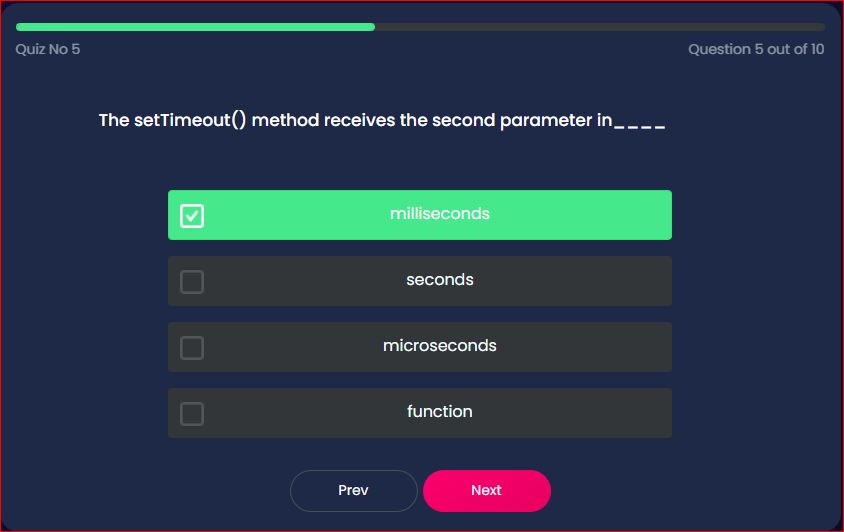 Quiz No 5
Question 5 out of 10
The setTimeout() method receives the second parameter in____
milliseconds
seconds
microseconds
function
Prev
Next